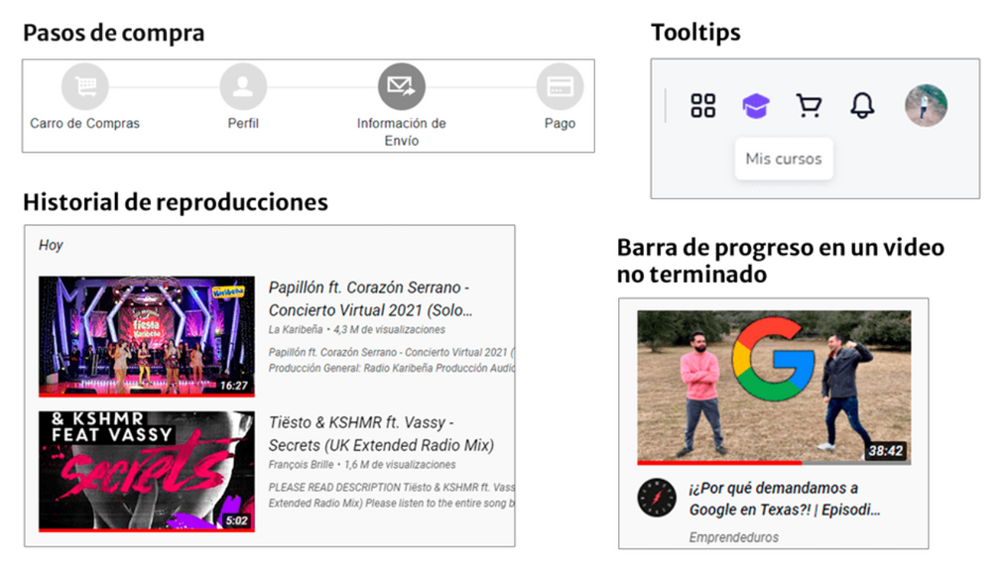 Pasos de compra
Carro de Compras
Perfil
Información de
Envío
Pago
Tooltips
Mis cursos
Historial de reproducciones
Hoy
fiesta
Karibeña
Karibeña
16:27
Papillón ft. Corazón Serrano -
Concierto Virtual 2021 (Solo...
La Karibeña • 4,3 M de visualizaciones
Papillón ft. Corazón Serrano - Concierto Virtual 2021 (
Producción General: Radio Karibeña Producción Audio
& KSHMR
FEAT VASSY
secrets
5:02
Tiësto & KSHMR ft. Vassy -
Secrets (UK Extended Radio Mix)
François Brille • 1,6 M de visualizaciones
PLEASE READ DESCRIPTION Tiësto & KSHMR ft. Vass
Extended Radio Mix) Please listen to the entire song b
Barra de progreso en un video
no terminado
G
38:42
¡¿Por qué demandamos a
Google en Texas?! | Episodi...
Emprendeduros